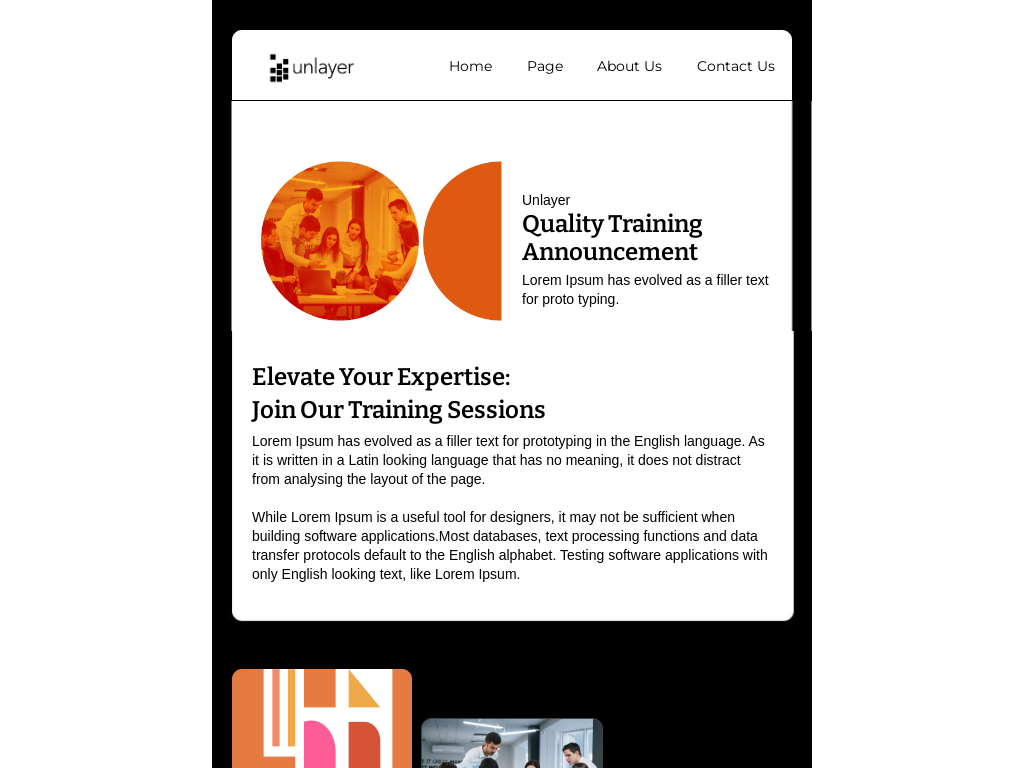 unlayer
Home
Page
About Us
Contact Us
Unlayer
Quality Training
Announcement
Lorem Ipsum has evolved as a filler text
for proto typing.
Elevate Your Expertise:
Join Our Training Sessions
Lorem Ipsum has evolved as a filler text for prototyping in the English language. As
it is written in a Latin looking language that has no meaning, it does not distract
from analysing the layout of the page.
While Lorem Ipsum is a useful tool for designers, it may not be sufficient when
building software applications.Most databases, text processing functions and data
transfer protocols default to the English alphabet. Testing software applications with
only English looking text, like Lorem Ipsum.